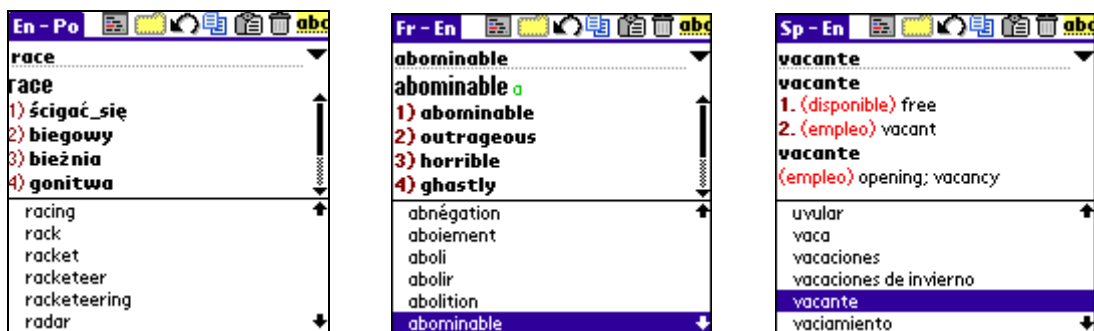 En - Po abc
race
race
1) ścigać_się
2) biegowy
3) bieżnia
4) gonitwa
racing
rack
racket
racketeer
racketeering
radar
Fr - En abc
abominable
abominable a
1) abominable
2) outrageous
3) horrible
4) ghastly
abnégation
aboiement
aboli
abolir
abolition
abominable
Sp - En abc
vacante
vacante
1. (disponible) free
2. (empleo) vacant
vacante
(empleo) opening; vacancy
uvular
vaca
vacaciones
vacaciones de invierno
vacante
vaciamiento